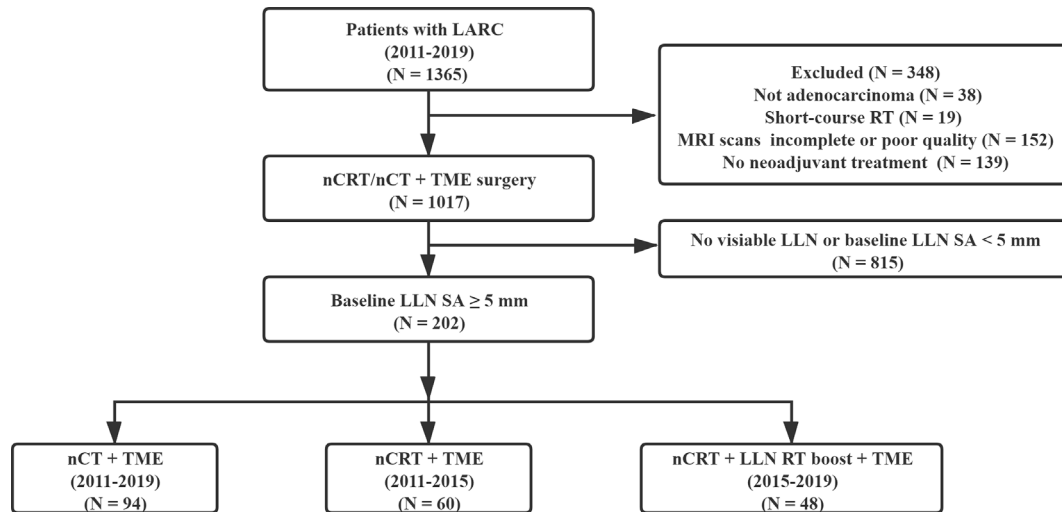 Patients with LARC
(2011-2019)
(N = 1365)
Excluded (N = 348)
Not adenocarcinoma (N = 38)
Short-course RT (N = 19)
MRI scans incomplete or poor quality (N = 152)
No neoadjuvant treatment (N = 139)
nCRT/nCT + TME surgery
(N = 1017)
No visiable LLN or baseline LLN SA < 5 mm
(N = 815)
Baseline LLN SA ≥ 5 mm
(N = 202)
nCT + TME
(2011-2019)
(N = 94)
nCRT + TME
(2011-2015)
(N = 60)
nCRT + LLN RT boost + TME
(2015-2019)
(N = 48)